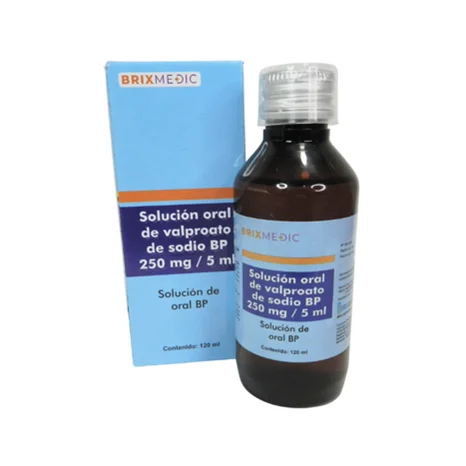 BRIXMEDIC
Solución oral
de valproato
de sodio BP
250 mg / 5 ml
Solución de
oral BP
Contenido: 120 ml
BRIXMEDIC
Solución oral
de valproato
de sodio BP
250 mg / 5 ml
Solución de
oral BP
Contenido: 120 ml